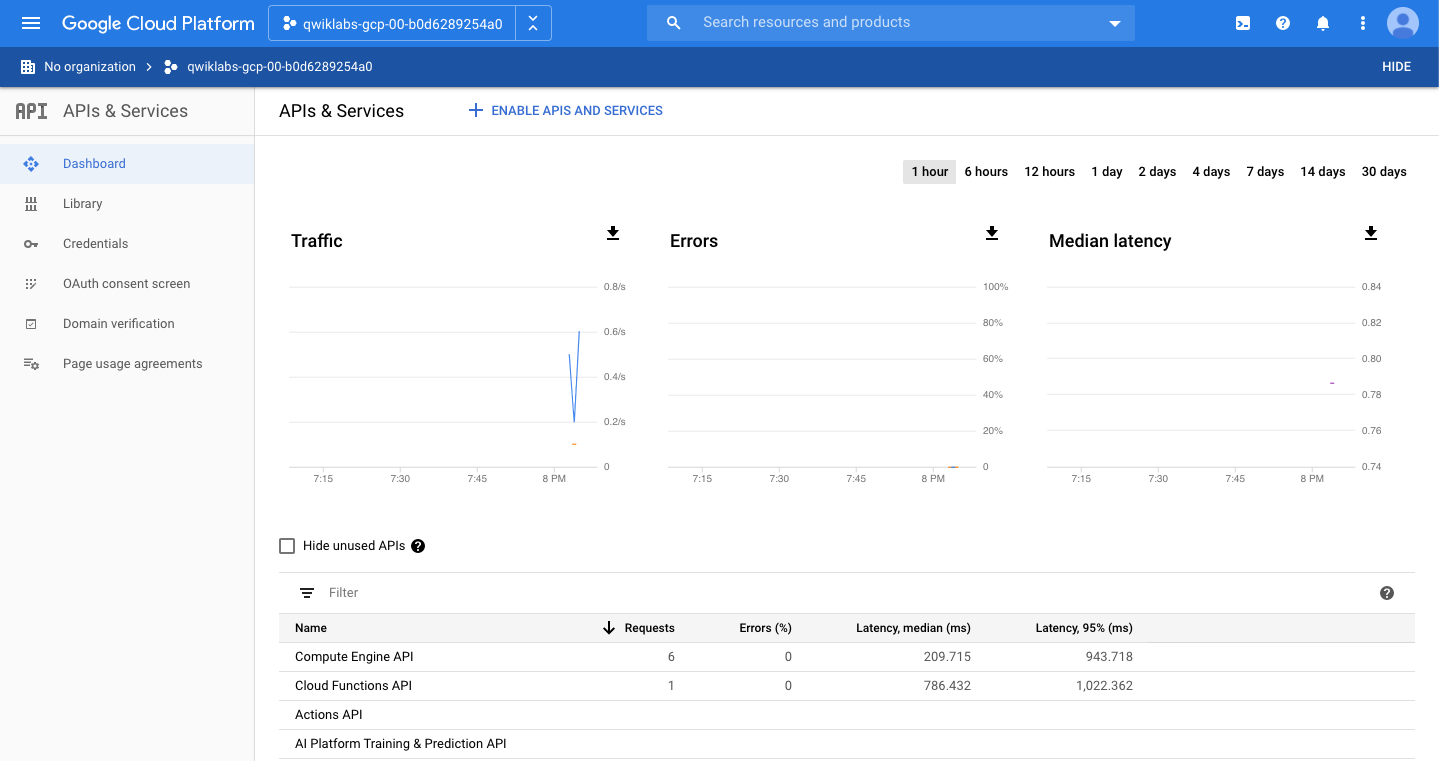 Google Cloud Platform
qwiklabs-gcp-00-b0d6289254a0
Search resources and products
No organization
qwiklabs-gcp-00-b0d6289254a0
HIDE
API
APIs & Services
Dashboard
Library
Credentials
OAuth consent screen
Domain verification
Page usage agreements
APIs & Services
ENABLE APIS AND SERVICES
1 hour 6 hours 12 hours 1 day 2 days 4 days 7 days 14 days 30 days
Traffic
0.8/s
0.6/s
0.4/s
0.2/s
0
7:15 7:30 7:45 8 PM
Errors
100%
80%
60%
40%
20%
0
7:15 7:30 7:45 8 PM
Median latency
0.84
0.82
0.80
0.78
0.76
0.74
7:15 7:30 7:45 8 PM
Hide unused APIs
Filter
Name Requests Errors (%) Latency, median (ms) Latency, 95% (ms)
Compute Engine API 6 0 209.715 943.718
Cloud Functions API 1 0 786.432 1,022.362
Actions API
AI Platform Training & Prediction API